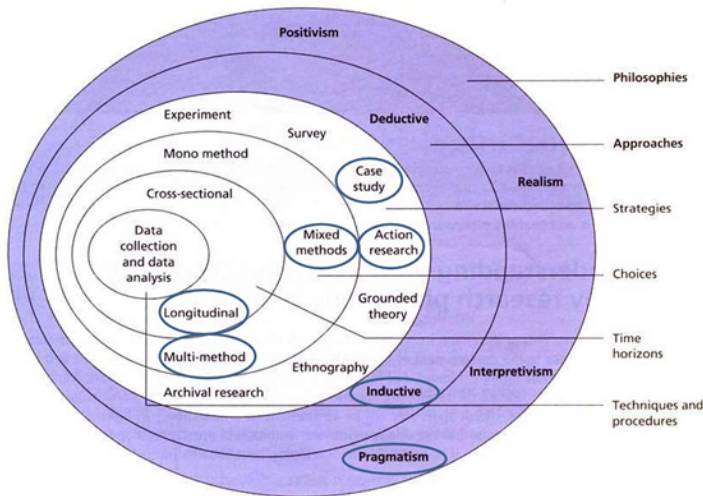 Positivism
Philosophies
Experiment
Deductive
Survey
Approaches
Mono method
Case
study
Cross-sectional
Realism
Strategies
Data
collection
and data
analysis
Mixed
methods
Action
research
Choices
Longitudinal
Grounded
theory
Time
horizons
Multi-method
Ethnography
Interpretivism
Archival research
Inductive
Techniques and
procedures
Pragmatism